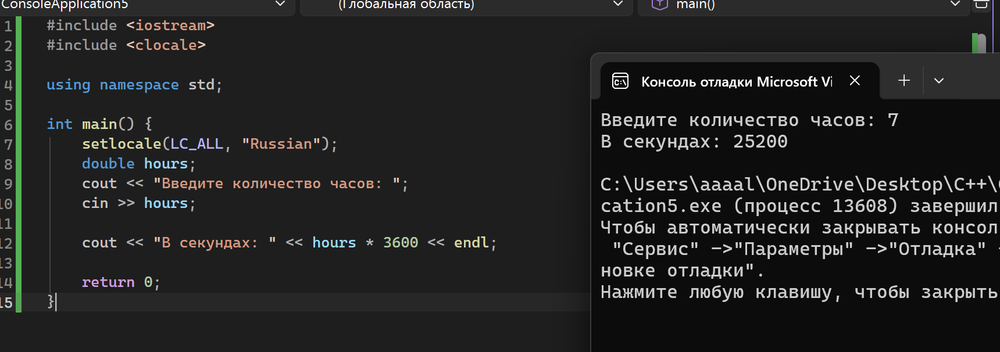 ConsoleApplication5 (Глобальная область) main()
1 #include <iostream>
2 #include <clocale>
3
4 using namespace std;
5
6 int main() {
7 setlocale(LC_ALL, "Russian");
8 double hours;
9 cout << "Введите количество часов: ";
10 cin >> hours;
11
12 cout << "В секундах: " << hours * 3600 << endl;
13
14 return 0;
15 }
Консоль отладки Microsoft Vi
Введите количество часов: 7
В секундах: 25200
C:\Users\aaaal\OneDrive\Desktop\C++\
cation5.exe (процесс 13608) завершил
Чтобы автоматически закрывать консол
"Сервис" ->"Параметры" ->"Отладка" -
новке отладки".
Нажмите любую клавишу, чтобы закрыть